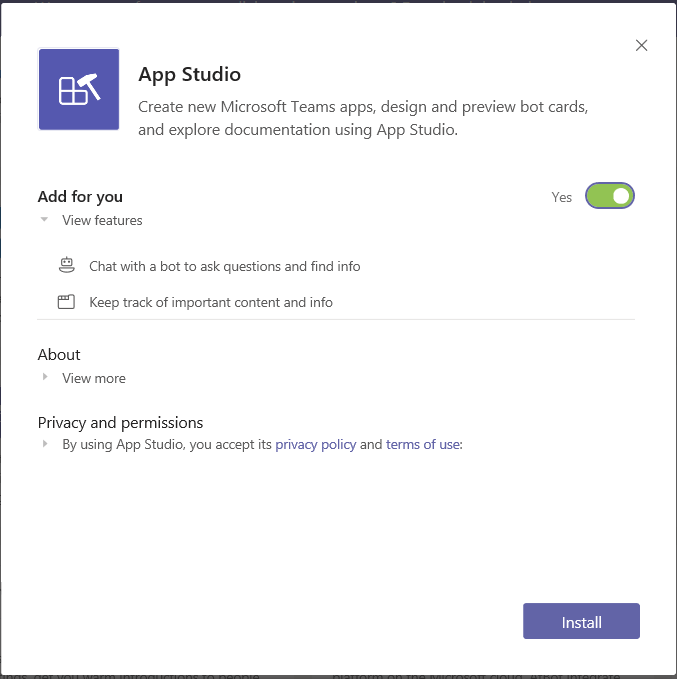 App Studio
Create new Microsoft Teams apps, design and preview bot cards,
and explore documentation using App Studio.
Add for you
Yes
View features
Chat with a bot to ask questions and find info
Keep track of important content and info
About
View more
Privacy and permissions
By using App Studio, you accept its privacy policy and terms of use:
Install